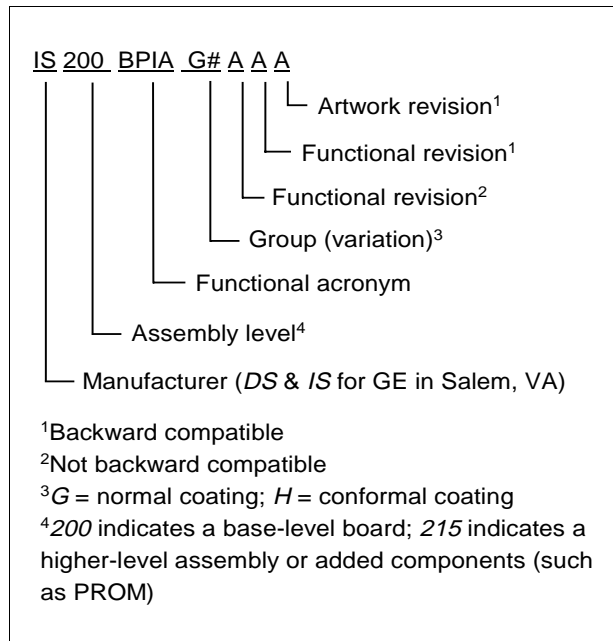 IS 200 BPIA G# A A A
Artwork revision¹
Functional revision¹
Functional revision²
Group (variation)³
Functional acronym
Assembly level⁴
Manufacturer (DS & IS for GE in Salem, VA)
¹Backward compatible
²Not backward compatible
³G = normal coating; H = conformal coating
⁴200 indicates a base-level board; 215 indicates a
higher-level assembly or added components (such
as PROM)